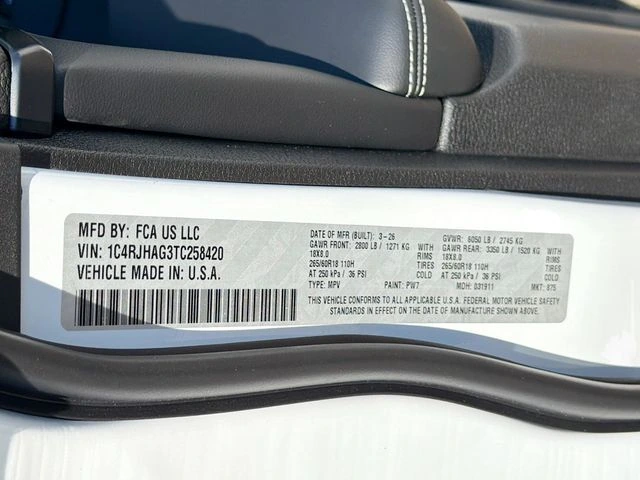 MFD BY: FCA US LLC
VIN: 1C4RJHAG3TC258420
VEHICLE MADE IN: U.S.A.
DATE OF MFR (BUILT): 3-26 GVWR: 6050 LB / 2745 KG
GAWR FRONT: 2800 LB / 1271 KG WITH GAWR REAR: 3350 LB / 1520 KG WITH
18X8.0 RIMS 18X8.0 RIMS
265/60R18 110H TIRES 265/60R18 110H TIRES
AT 250 kPa / 36 PSI COLD AT 250 kPa / 36 PSI COLD
TYPE: MPV PAINT: PW7 MDH: 031911 MKT: 875
THIS VEHICLE CONFORMS TO ALL APPLICABLE U.S.A. FEDERAL MOTOR VEHICLE SAFETY
STANDARDS IN EFFECT ON THE DATE OF MANUFACTURE SHOWN ABOVE.